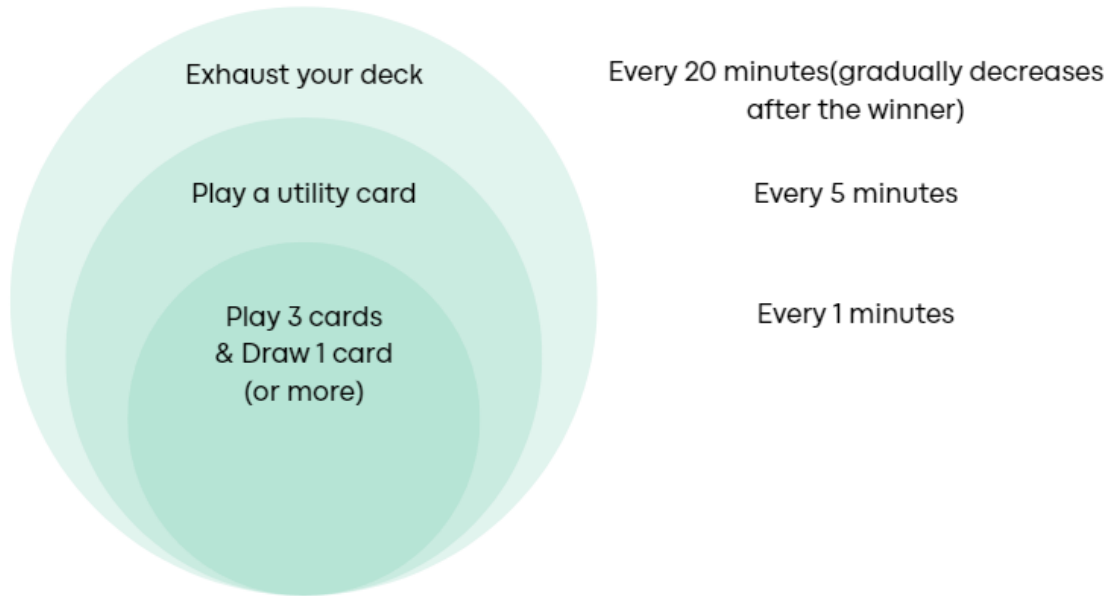 Exhaust your deck
Every 20 minutes(gradually decreases
after the winner)
Play a utility card
Every 5 minutes
Play 3 cards
& Draw 1 card
(or more)
Every 1 minutes